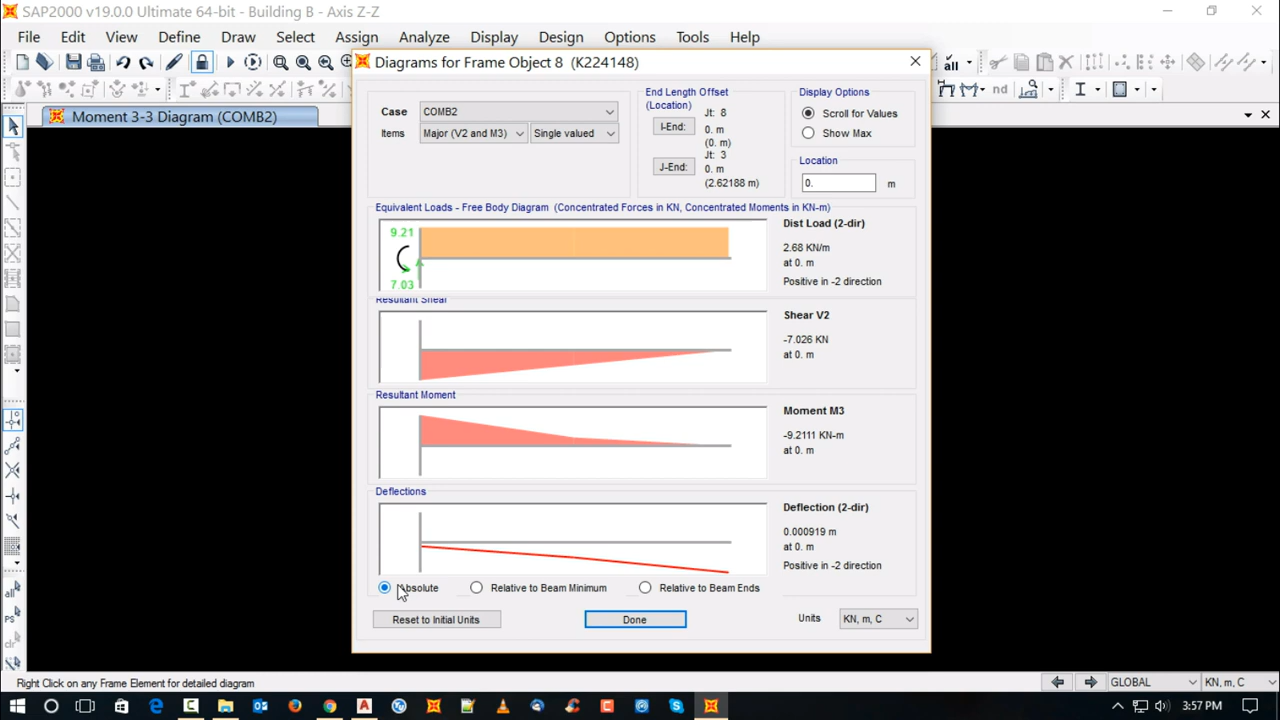 SAP2000 v19.0.0 Ultimate 64-bit - Building B - Axis Z-Z
File Edit View Define Draw Select Assign Analyze Display Design Options Tools Help
all
nd
Moment 3-3 Diagram (COMB2)
Diagrams for Frame Object 8 (K224148)
Case COMB2
Items Major (V2 and M3) Single valued
End Length Offset
(Location)
I-End:
Jt: 8
0. m
(0. m)
J-End:
Jt: 3
0. m
(2.62188 m)
Display Options
Scroll for Values
Show Max
Location
0. m
Equivalent Loads - Free Body Diagram (Concentrated Forces in KN, Concentrated Moments in KN-m)
9.21
7.03
Dist Load (2-dir)
2.68 KN/m
at 0. m
Positive in -2 direction
Resultant Shear
Shear V2
-7.026 KN
at 0. m
Resultant Moment
Moment M3
-9.2111 KN-m
at 0. m
Deflections
Deflection (2-dir)
0.000919 m
at 0. m
Positive in -2 direction
Absolute Relative to Beam Minimum Relative to Beam Ends
Reset to Initial Units Done Units KN, m, C
all
PS
clr
Right Click on any Frame Element for detailed diagram GLOBAL KN, m, C
3:57 PM